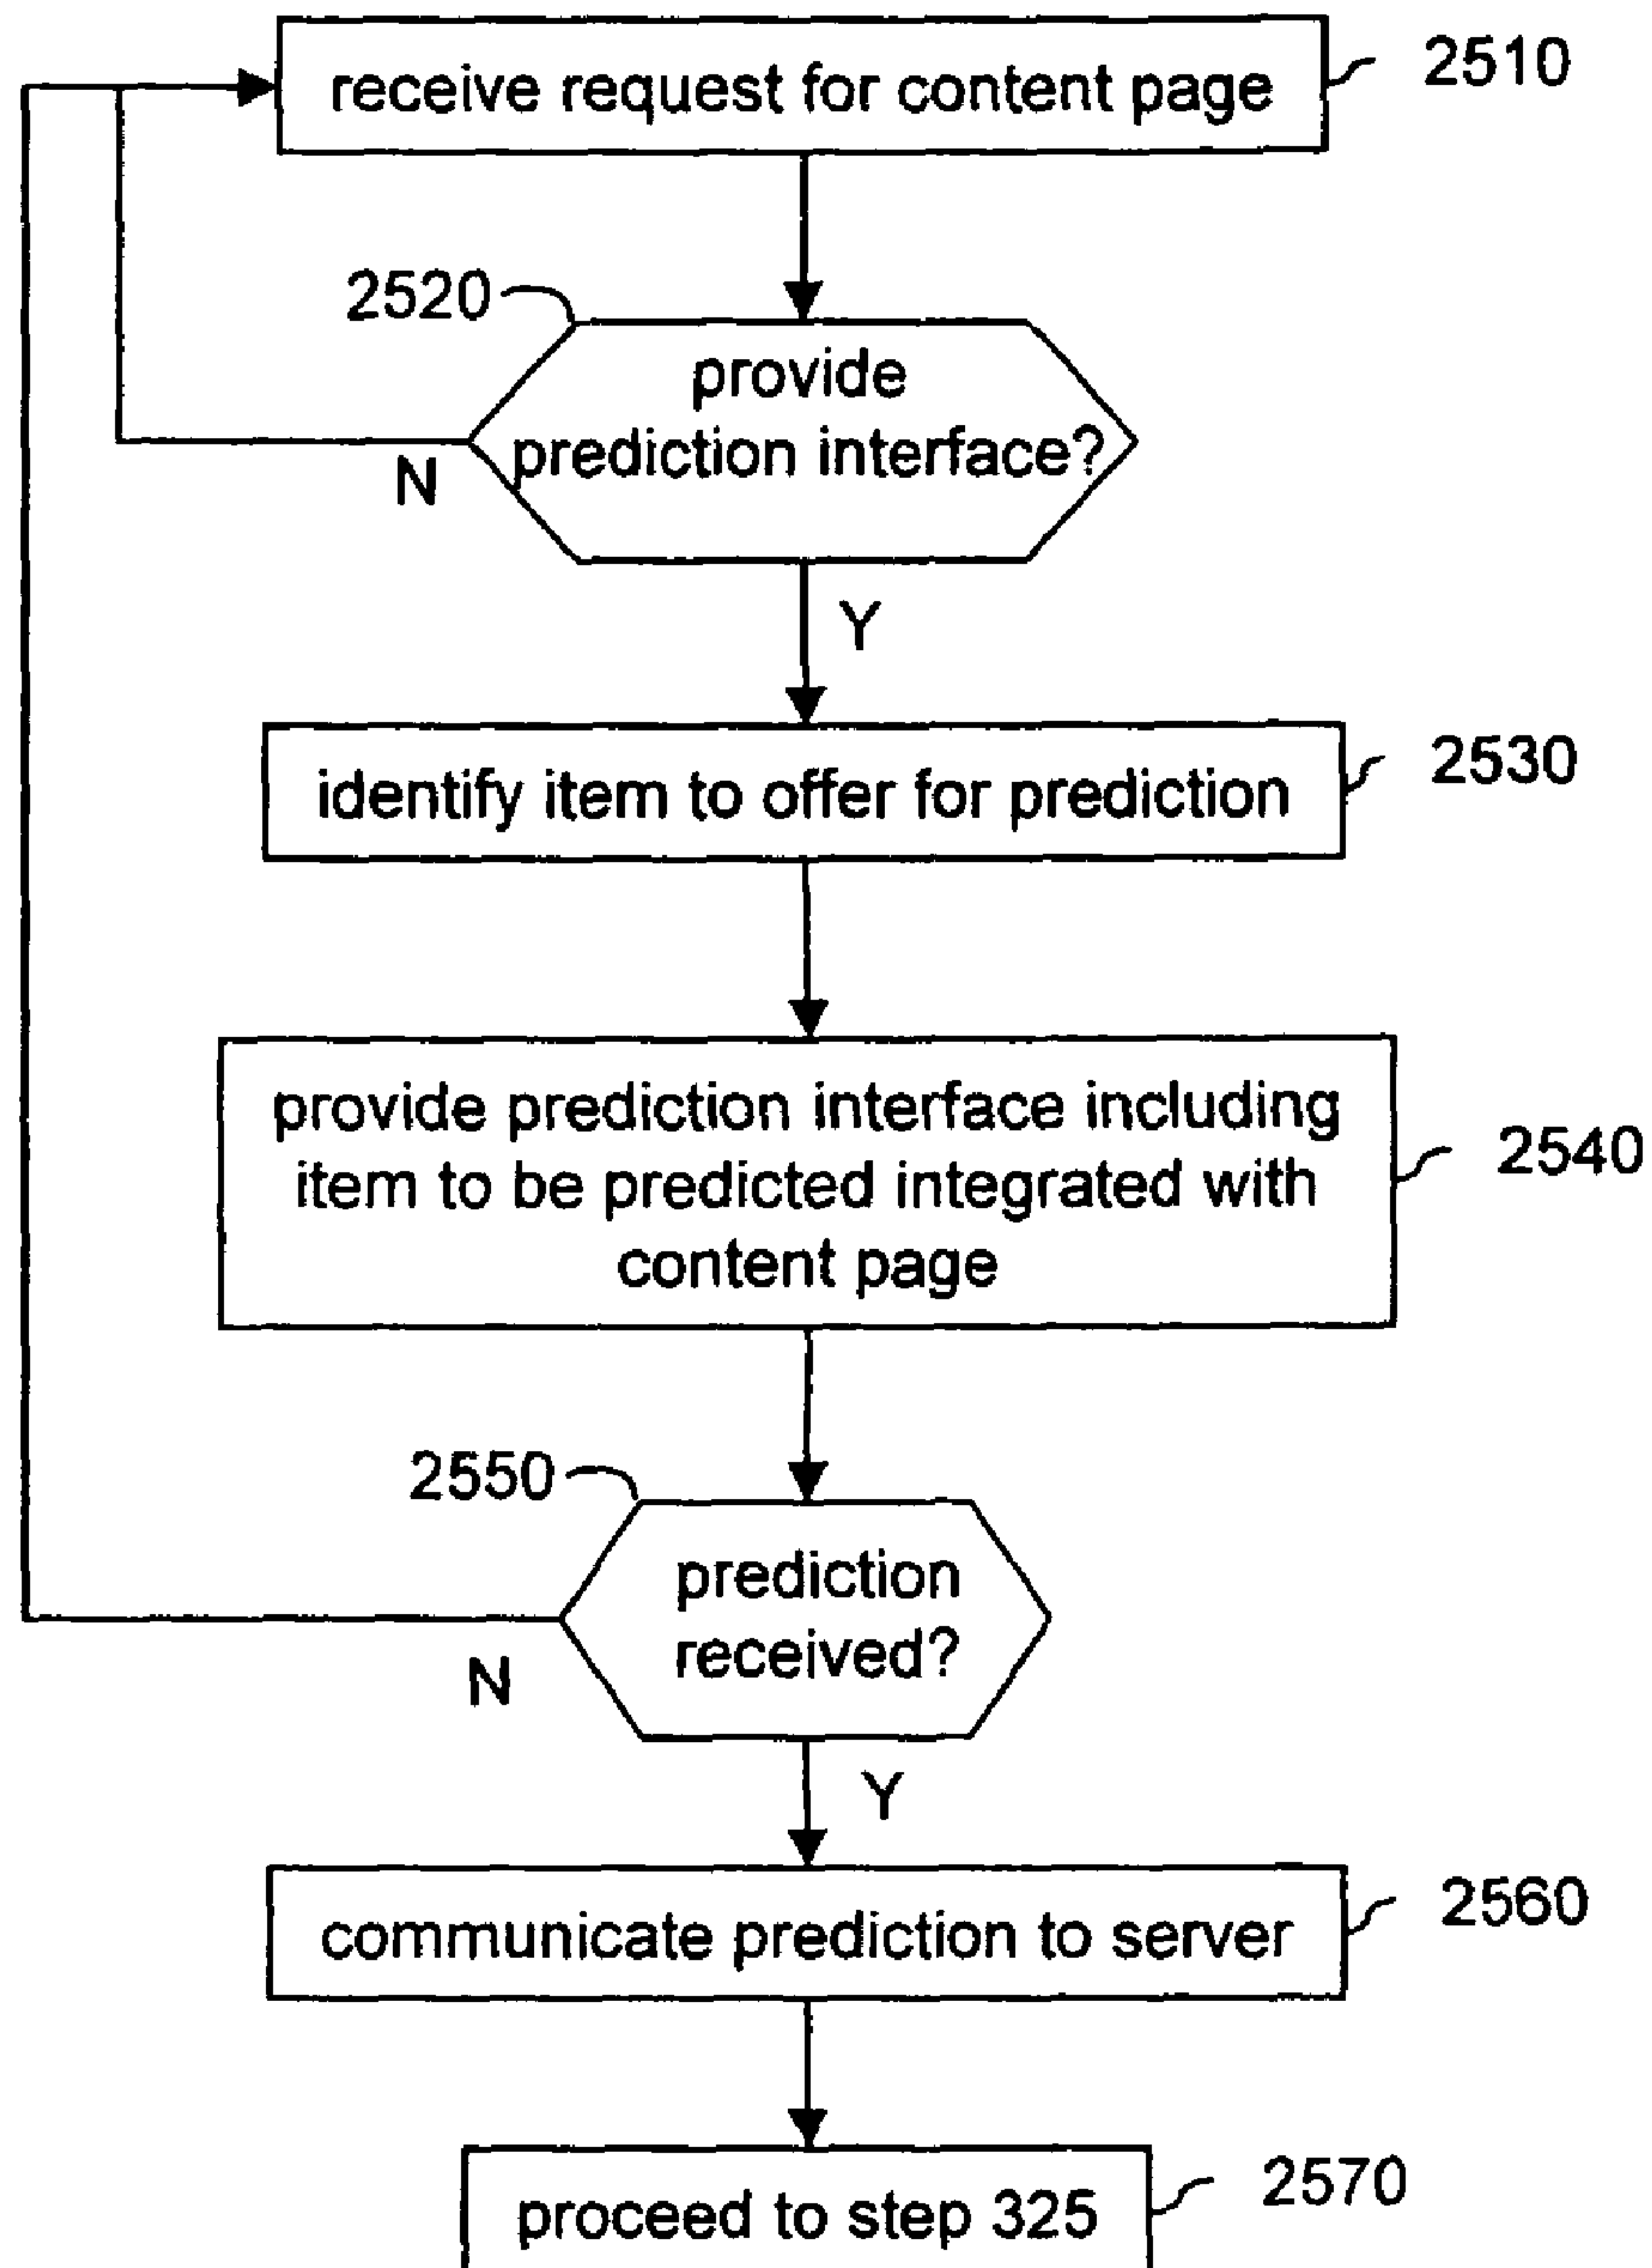 receive request for content page
2510
2520
provide
prediction interface?
N
Y
identify item to offer for prediction
2530
provide prediction interface including
item to be predicted integrated with
content page
2540
2550
prediction
received?
N
Y
communicate prediction to server
2560
proceed to step 325
2570